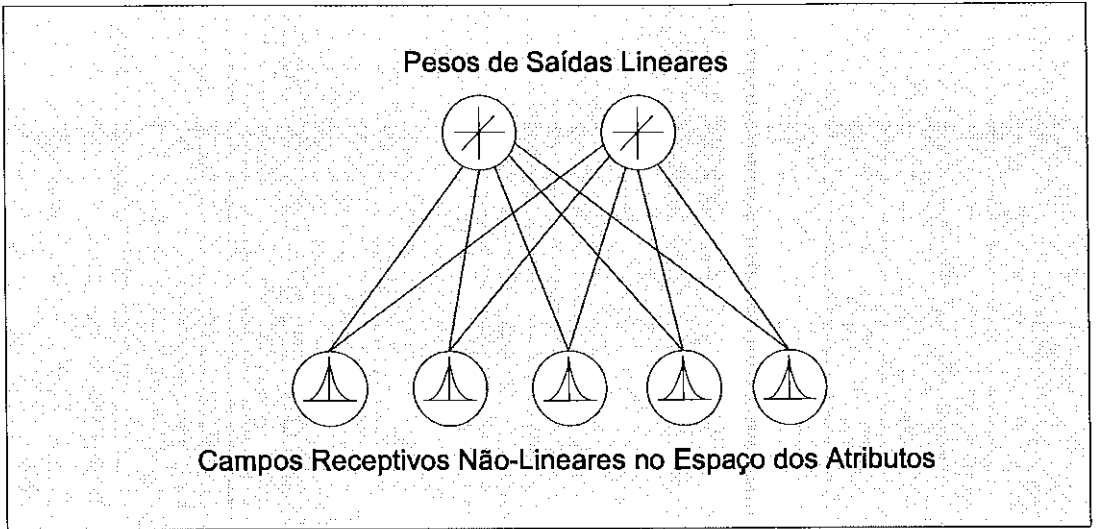 Pesos de Saídas Lineares
Campos Receptivos Não-Lineares no Espaço dos Atributos